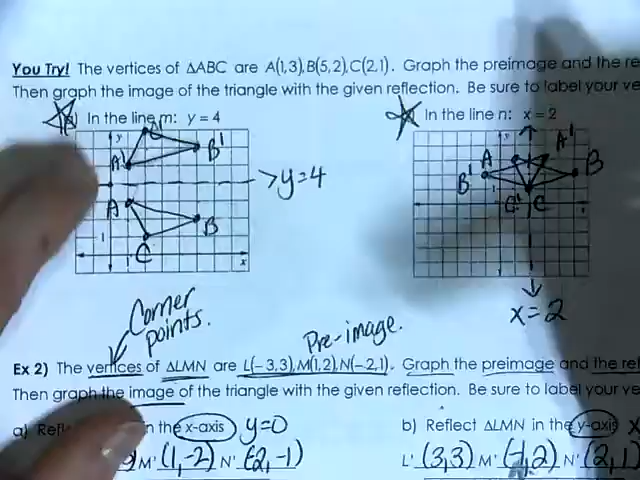 You Try! The vertices of ΔABC are A(1,3), B(5,2), C(2,1). Graph the preimage and the re
Then graph the image of the triangle with the given reflection. Be sure to label your ve
In the line m: y = 4
In the line n: x = 2
y
A' B'
>y=4
A
B
C
1
x
A A' B
B'
C' C
x=2
Corner points.
Pre-image.
Ex 2) The vertices of ΔLMN are L(-3,3), M(1,2), N(-2,1). Graph the preimage and the ref
Then graph the image of the triangle with the given reflection. Be sure to label your ve
a) Refl n the x-axis y=0
b) Reflect ΔLMN in the y-axis x
M' (1,-2) N' (-2,-1)
L' (3,3) M' (-1,2) N' (2,1)